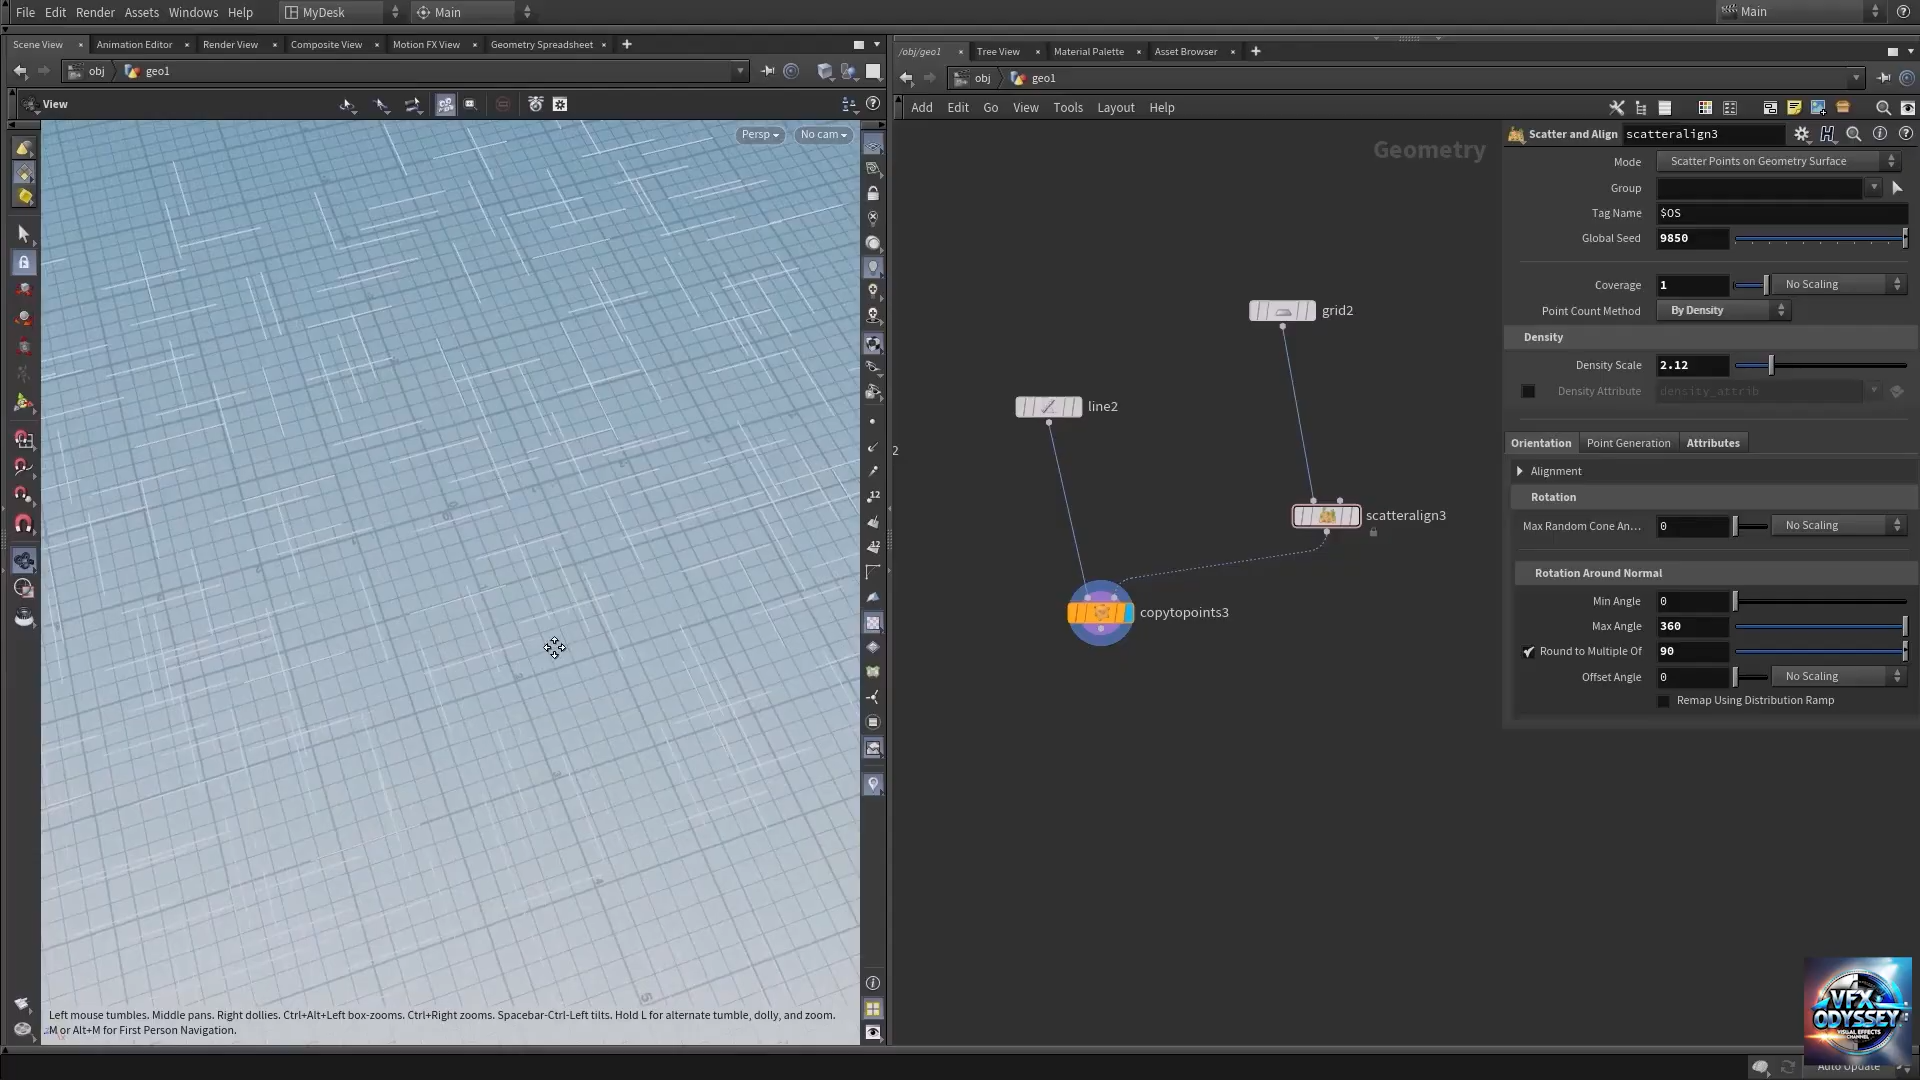 File Edit Render Assets Windows Help MyDesk Main Main
Scene View Animation Editor Render View Composite View Motion FX View Geometry Spreadsheet
obj geo1
View
Persp No cam
12
12
Left mouse tumbles. Middle pans. Right dollies. Ctrl+Alt+Left box-zooms. Ctrl+Right zooms. Spacebar-Ctrl-Left tilts. Hold L for alternate tumble, dolly, and zoom.
M or Alt+M for First Person Navigation.
/obj/geo1 Tree View Material Palette Asset Browser
obj geo1
Add Edit Go View Tools Layout Help
Geometry
grid2
line2
2
scatteralign3
copytopoints3
Scatter and Align scatteralign3
Mode Scatter Points on Geometry Surface
Group
Tag Name $OS
Global Seed 9850
Coverage 1 No Scaling
Point Count Method By Density
Density
Density Scale 2.12
Density Attribute density_attrib
Orientation Point Generation Attributes
Alignment
Rotation
Max Random Cone An... 0 No Scaling
Rotation Around Normal
Min Angle 0
Max Angle 360
Round to Multiple Of 90
Offset Angle 0 No Scaling
Remap Using Distribution Ramp
VFX
ODYSSEY
VISUAL EFFECTS
Auto Update